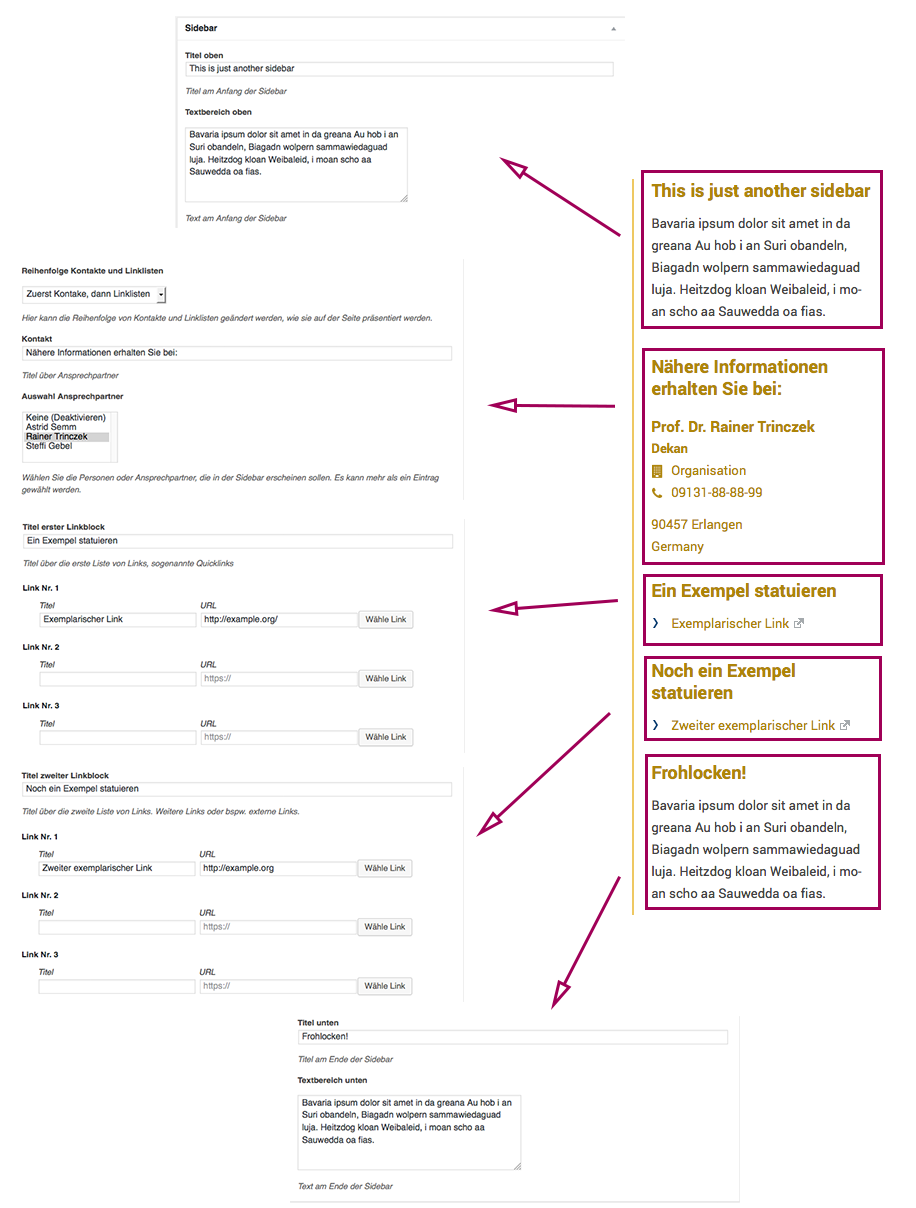 Sidebar
Titel oben
This is just another sidebar
Titel am Anfang der Sidebar
Textbereich oben
Bavaria ipsum dolor sit amet in da greana Au hob i an
Suri obandeln, Biagadn wolpern sammawiedaguad
luja. Heitzdog kloan Weibaleid, i moan scho aa
Sauwedda oa fias.
Text am Anfang der Sidebar
Reihenfolge Kontakte und Linklisten
Zuerst Kontake, dann Linklisten
Hier kann die Reihenfolge von Kontakte und Linklisten geändert werden, wie sie auf der Seite präsentiert werden.
Kontakt
Nähere Informationen erhalten Sie bei:
Titel über Ansprechpartner
Auswahl Ansprechpartner
Keine (Deaktivieren)
Astrid Semm
Rainer Trinczek
Steffi Gebel
Wählen Sie die Personen oder Ansprechpartner, die in der Sidebar erscheinen sollen. Es kann mehr als ein Eintrag
gewählt werden.
Titel erster Linkblock
Ein Exempel statuieren
Titel über die erste Liste von Links, sogenannte Quicklinks
Link Nr. 1
Titel URL
Exemplarischer Link http://example.org/ Wähle Link
Link Nr. 2
Titel URL
https:// Wähle Link
Link Nr. 3
Titel URL
https:// Wähle Link
Titel zweiter Linkblock
Noch ein Exempel statuieren
Titel über die zweite Liste von Links. Weitere Links oder bspw. externe Links.
Link Nr. 1
Titel URL
Zweiter exemplarischer Link http://example.org Wähle Link
Link Nr. 2
Titel URL
https:// Wähle Link
Link Nr. 3
Titel URL
https:// Wähle Link
Titel unten
Frohlocken!
Titel am Ende der Sidebar
Textbereich unten
Bavaria ipsum dolor sit amet in da greana Au hob i an
Suri obandeln, Biagadn wolpern sammawiedaguad
luja. Heitzdog kloan Weibaleid, i moan scho aa
Sauwedda oa fias.
Text am Ende der Sidebar
This is just another sidebar
Bavaria ipsum dolor sit amet in da
greana Au hob i an Suri obandeln,
Biagadn wolpern sammawiedaguad
luja. Heitzdog kloan Weibaleid, i mo-
an scho aa Sauwedda oa fias.
Nähere Informationen
erhalten Sie bei:
Prof. Dr. Rainer Trinczek
Dekan
Organisation
09131-88-88-99
90457 Erlangen
Germany
Ein Exempel statuieren
Exemplarischer Link
Noch ein Exempel
statuieren
Zweiter exemplarischer Link
Frohlocken!
Bavaria ipsum dolor sit amet in da
greana Au hob i an Suri obandeln,
Biagadn wolpern sammawiedaguad
luja. Heitzdog kloan Weibaleid, i mo-
an scho aa Sauwedda oa fias.